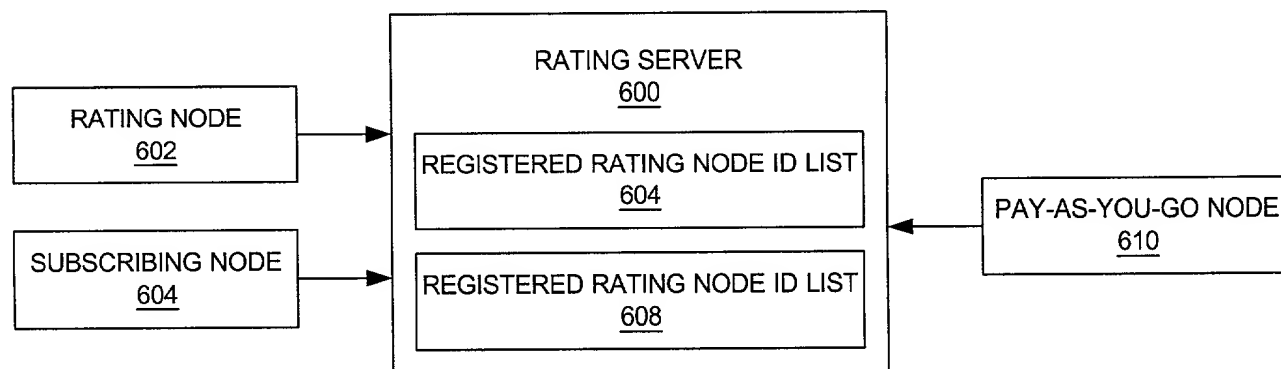 RATING SERVER
600
RATING NODE
602
SUBSCRIBING NODE
604
REGISTERED RATING NODE ID LIST
604
REGISTERED RATING NODE ID LIST
608
PAY-AS-YOU-GO NODE
610